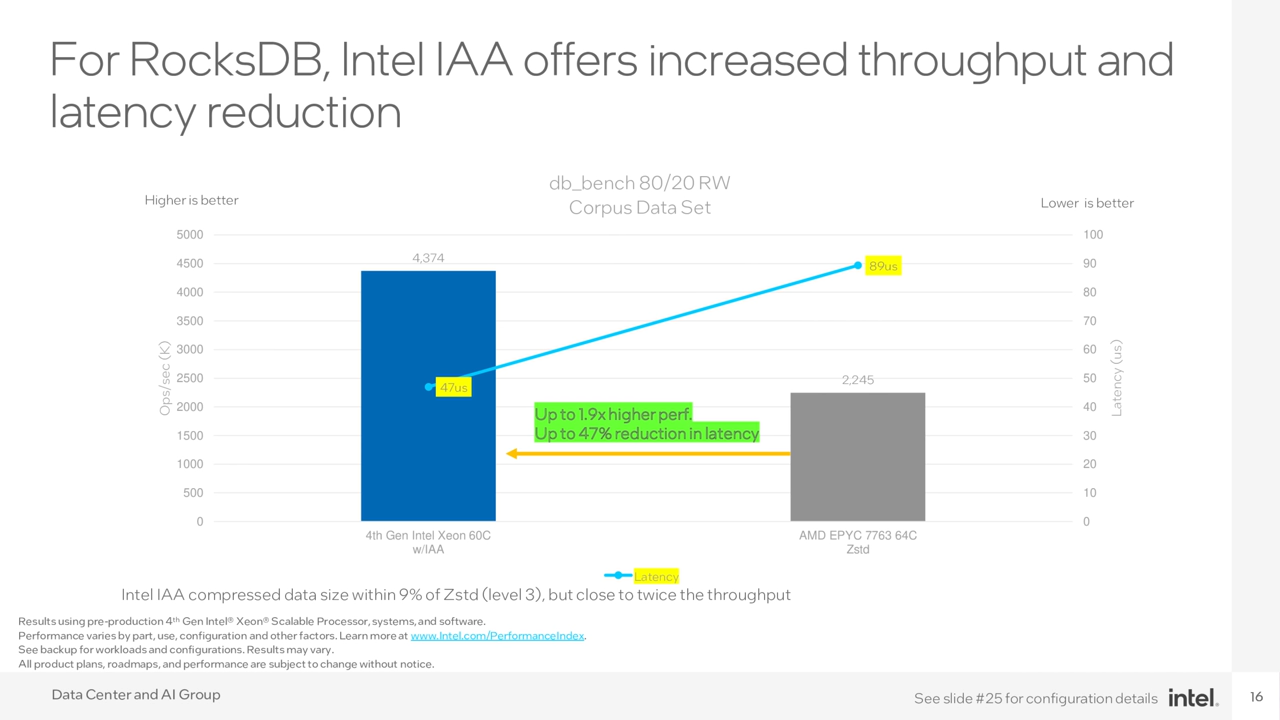 For RocksDB, Intel IAA offers increased throughput and
latency reduction
db_bench 80/20 RW
Corpus Data Set
Higher is better
Lower is better
5000
4500
4000
3500
3000
2500
2000
1500
1000
500
0
Ops/sec (K)
4,374
47us
89us
2,245
Up to 1.9x higher perf.
Up to 47% reduction in latency
100
90
80
70
60
50
40
30
20
10
0
Latency (us)
4th Gen Intel Xeon 60C
w/IAA
AMD EPYC 7763 64C
Zstd
Latency
Intel IAA compressed data size within 9% of Zstd (level 3), but close to twice the throughput
Results using pre-production 4th Gen Intel® Xeon® Scalable Processor, systems, and software.
Performance varies by part, use, configuration and other factors. Learn more at www.Intel.com/PerformanceIndex.
See backup for workloads and configurations. Results may vary.
All product plans, roadmaps, and performance are subject to change without notice.
Data Center and AI Group
See slide #25 for configuration details
intel.
16